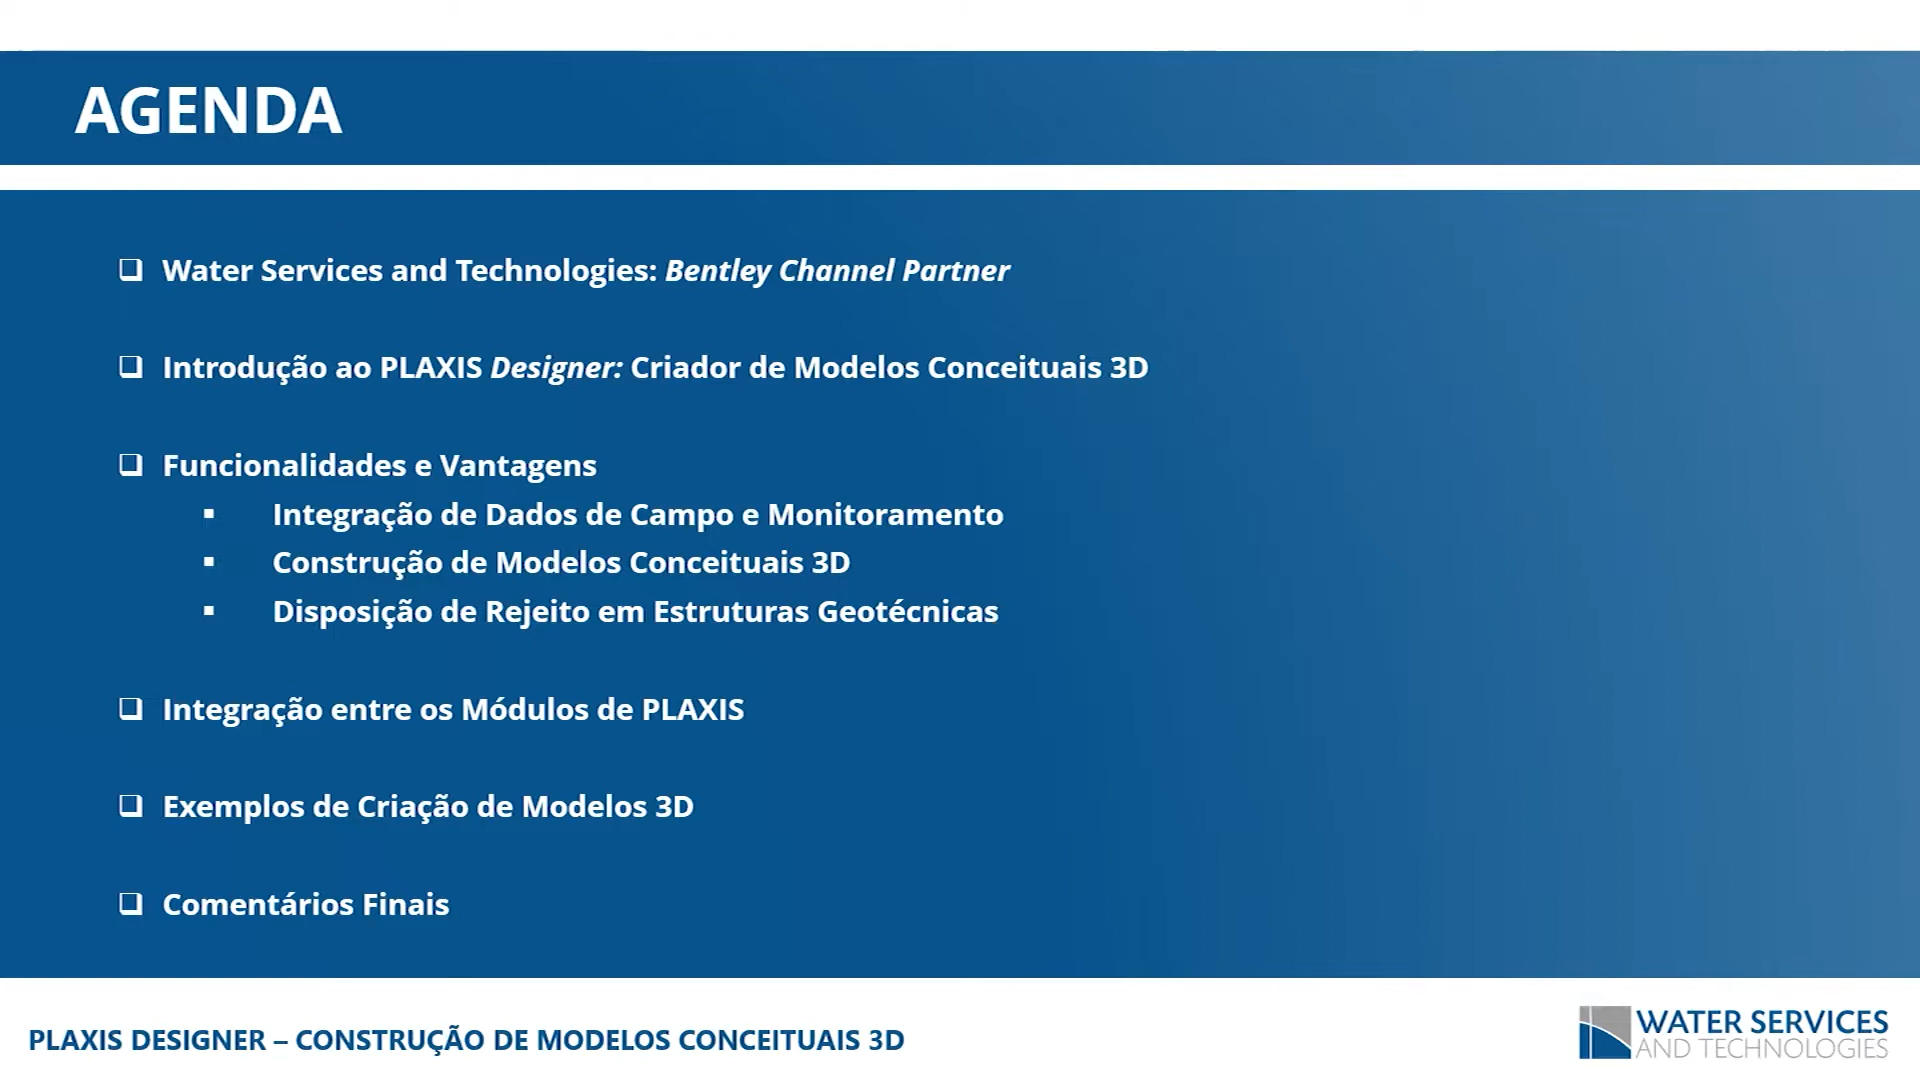 AGENDA
❑ Water Services and Technologies: Bentley Channel Partner
❑ Introdução ao PLAXIS Designer: Criador de Modelos Conceituais 3D
❑ Funcionalidades e Vantagens
▪ Integração de Dados de Campo e Monitoramento
▪ Construção de Modelos Conceituais 3D
▪ Disposição de Rejeito em Estruturas Geotécnicas
❑ Integração entre os Módulos de PLAXIS
❑ Exemplos de Criação de Modelos 3D
❑ Comentários Finais
PLAXIS DESIGNER – CONSTRUÇÃO DE MODELOS CONCEITUAIS 3D
WATER SERVICES
AND TECHNOLOGIES